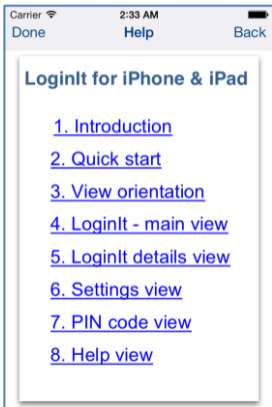 Carrier 2:33 AM
Done Help Back
LoginIt for iPhone & iPad
1. Introduction
2. Quick start
3. View orientation
4. LoginIt - main view
5. LoginIt details view
6. Settings view
7. PIN code view
8. Help view